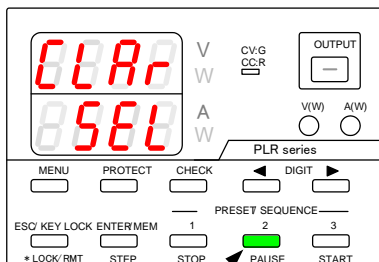 CLAr V OUTPUT
W CV:G
CC:R
SEL A V(W) A(W)
W
PLR series
MENU PROTECT CHECK ◀ DIGIT ▶
PRESET/ SEQUENCE
ESC/ KEY LOCK ENTER/MEM 1 2 3
* LOCK/ RMT STEP STOP PAUSE START